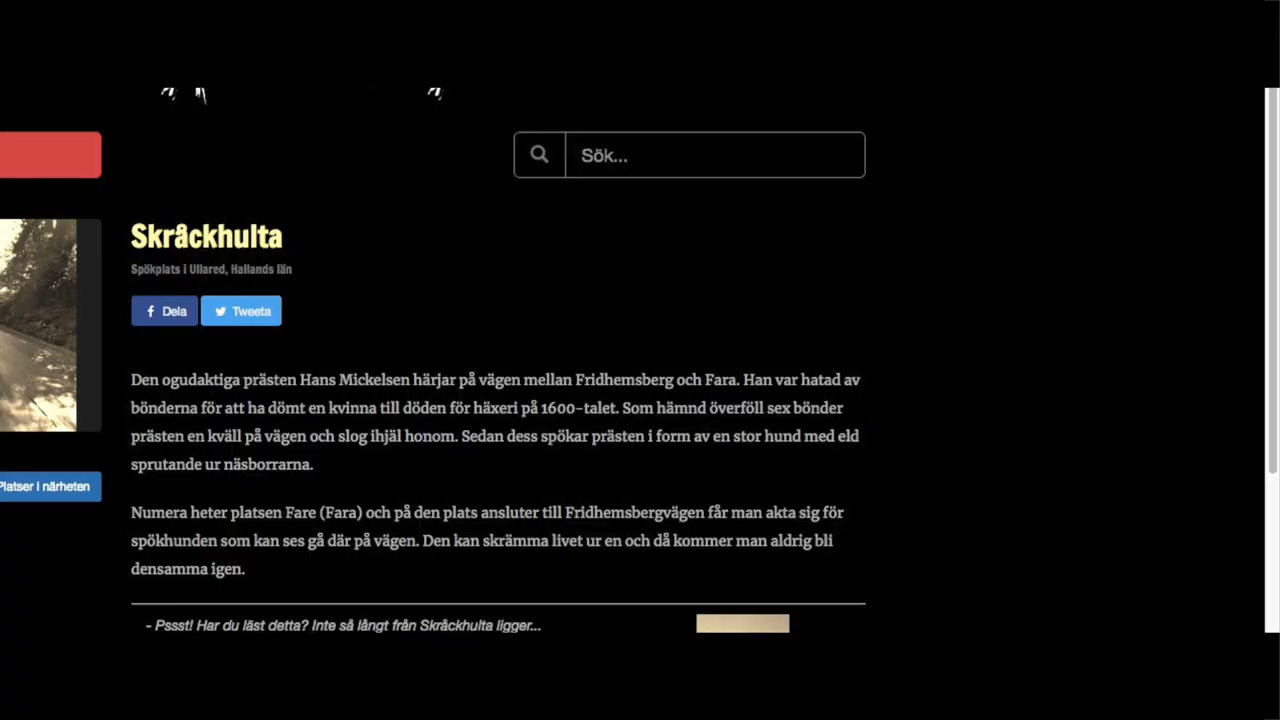 Sök...
Skråckhulta
Spökplats i Ullared, Hallands län
Dela
Tweeta
Den ogudaktiga prästen Hans Mickelsen härjar på vägen mellan Fridhemsberg och Fara. Han var hatad av
bönderna för att ha dömt en kvinna till döden för häxeri på 1600-talet. Som hämnd överföll sex bönder
prästen en kväll på vägen och slog ihjäl honom. Sedan dess spökar prästen i form av en stor hund med eld
sprutande ur näsborrarna.
Platser i närheten
Numera heter platsen Fare (Fara) och på den plats ansluter till Fridhemsbergvägen får man akta sig för
spökhunden som kan ses gå där på vägen. Den kan skrämma livet ur en och då kommer man aldrig bli
densamma igen.
- Pssst! Har du läst detta? Inte så långt från Skråckhulta ligger...